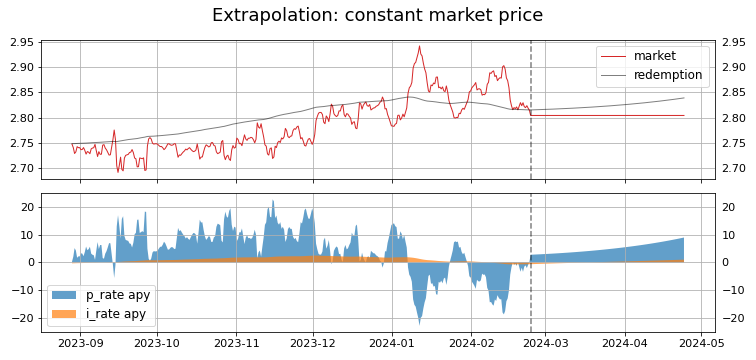 Extrapolation: constant market price
2.95 2.95
2.90 2.90
2.85 2.85
2.80 2.80
2.75 2.75
2.70 2.70
market
redemption
20 20
10 10
0 0
−10 −10
−20 −20
p_rate apy
i_rate apy
2023-09 2023-10 2023-11 2023-12 2024-01 2024-02 2024-03 2024-04 2024-05